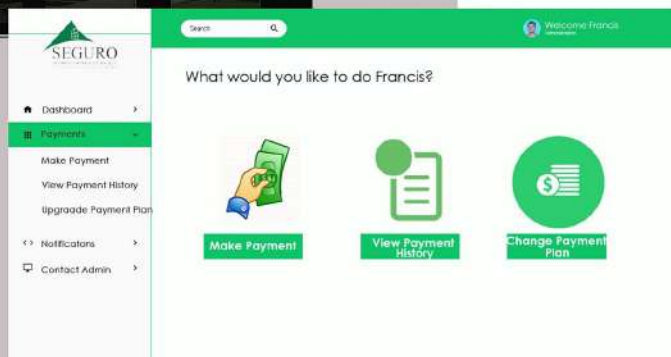 SEGURO
Search
Welcome Francis
What would you like to do Francis?
Dashboard
Payments
Make Payment
View Payment History
Upgraade Payment Plan
Notificatons
Contact Admin
Make Payment
View Payment
History
Change Payment
Plan